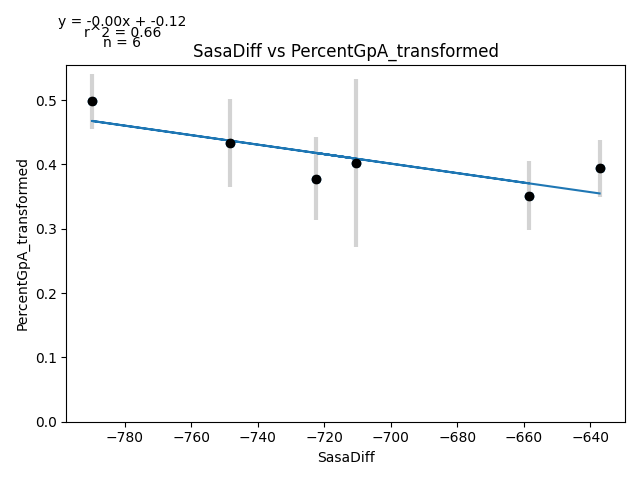 y = -0.00x + -0.12
r^2 = 0.66
n = 6
SasaDiff vs PercentGpA_transformed
PercentGpA_transformed
0.5
0.4
0.3
0.2
0.1
0.0
−780 −760 −740 −720 −700 −680 −660 −640
SasaDiff